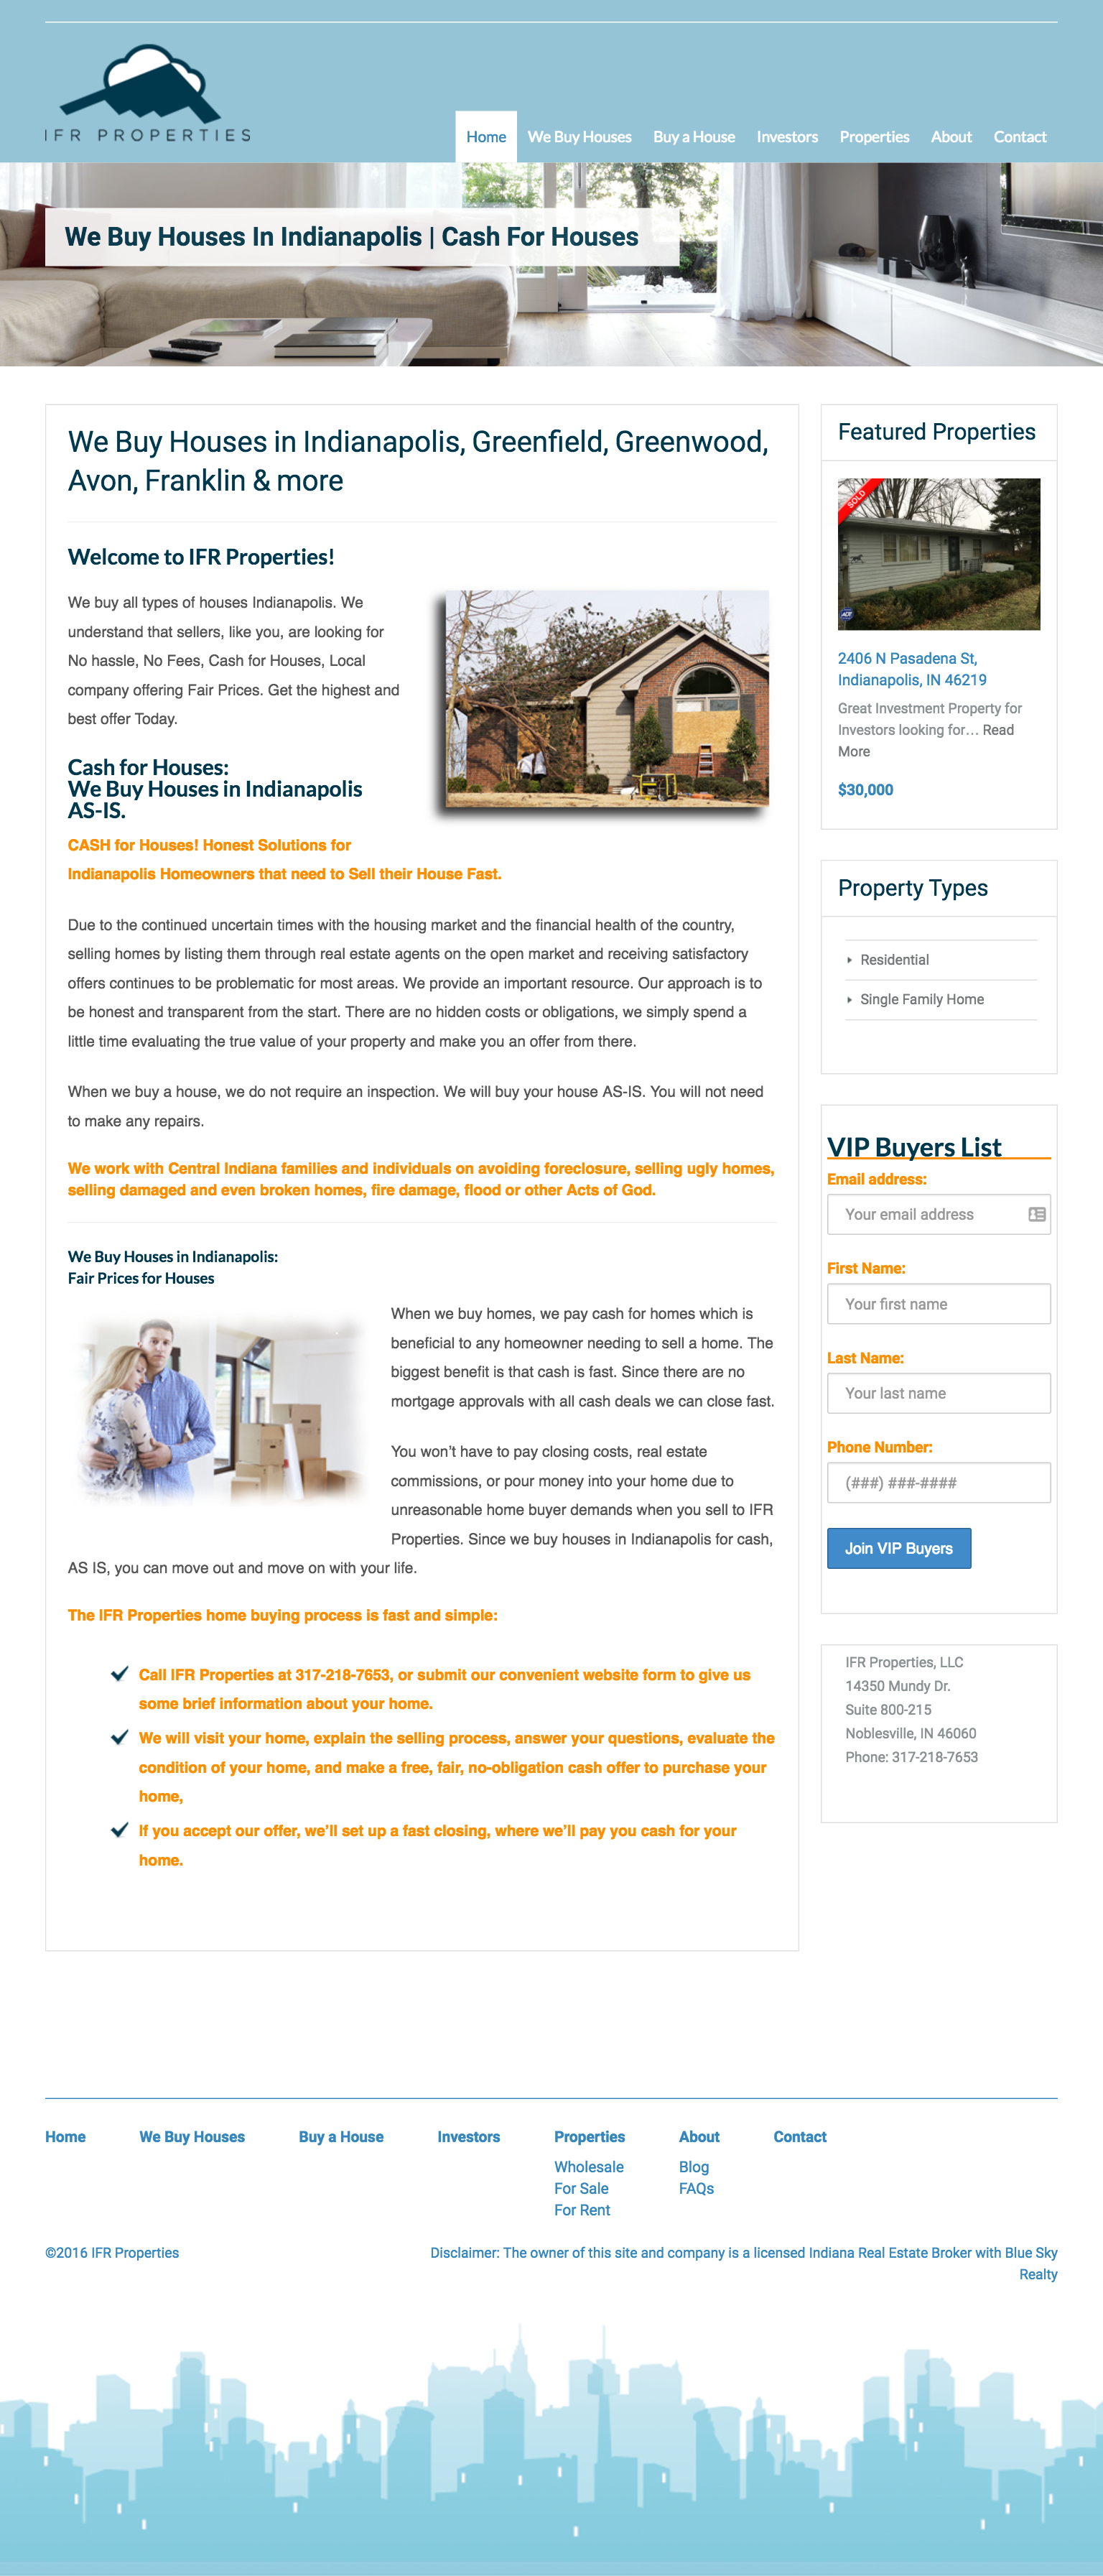 IFR PROPERTIES
Home We Buy Houses Buy a House Investors Properties About Contact
We Buy Houses In Indianapolis | Cash For Houses
We Buy Houses in Indianapolis, Greenfield, Greenwood,
Avon, Franklin & more
Welcome to IFR Properties!
We buy all types of houses Indianapolis. We
understand that sellers, like you, are looking for
No hassle, No Fees, Cash for Houses, Local
company offering Fair Prices. Get the highest and
best offer Today.
Cash for Houses:
We Buy Houses in Indianapolis
AS-IS.
CASH for Houses! Honest Solutions for
Indianapolis Homeowners that need to Sell their House Fast.
Due to the continued uncertain times with the housing market and the financial health of the country,
selling homes by listing them through real estate agents on the open market and receiving satisfactory
offers continues to be problematic for most areas. We provide an important resource. Our approach is to
be honest and transparent from the start. There are no hidden costs or obligations, we simply spend a
little time evaluating the true value of your property and make you an offer from there.
When we buy a house, we do not require an inspection. We will buy your house AS-IS. You will not need
to make any repairs.
We work with Central Indiana families and individuals on avoiding foreclosure, selling ugly homes,
selling damaged and even broken homes, fire damage, flood or other Acts of God.
We Buy Houses in Indianapolis:
Fair Prices for Houses
When we buy homes, we pay cash for homes which is
beneficial to any homeowner needing to sell a home. The
biggest benefit is that cash is fast. Since there are no
mortgage approvals with all cash deals we can close fast.
You won't have to pay closing costs, real estate
commissions, or pour money into your home due to
unreasonable home buyer demands when you sell to IFR
Properties. Since we buy houses in Indianapolis for cash,
AS IS, you can move out and move on with your life.
The IFR Properties home buying process is fast and simple:
Call IFR Properties at 317-218-7653, or submit our convenient website form to give us
some brief information about your home.
We will visit your home, explain the selling process, answer your questions, evaluate the
condition of your home, and make a free, fair, no-obligation cash offer to purchase your
home,
If you accept our offer, we'll set up a fast closing, where we'll pay you cash for your
home.
Featured Properties
SOLD
ADT
2406 N Pasadena St,
Indianapolis, IN 46219
Great Investment Property for
Investors looking for… Read
More
$30,000
Property Types
Residential
Single Family Home
VIP Buyers List
Email address:
Your email address
First Name:
Your first name
Last Name:
Your last name
Phone Number:
(###) ###-####
Join VIP Buyers
IFR Properties, LLC
14350 Mundy Dr.
Suite 800-215
Noblesville, IN 46060
Phone: 317-218-7653
Home We Buy Houses Buy a House Investors Properties About Contact
Wholesale Blog
For Sale FAQs
For Rent
©2016 IFR Properties
Disclaimer: The owner of this site and company is a licensed Indiana Real Estate Broker with Blue Sky
Realty